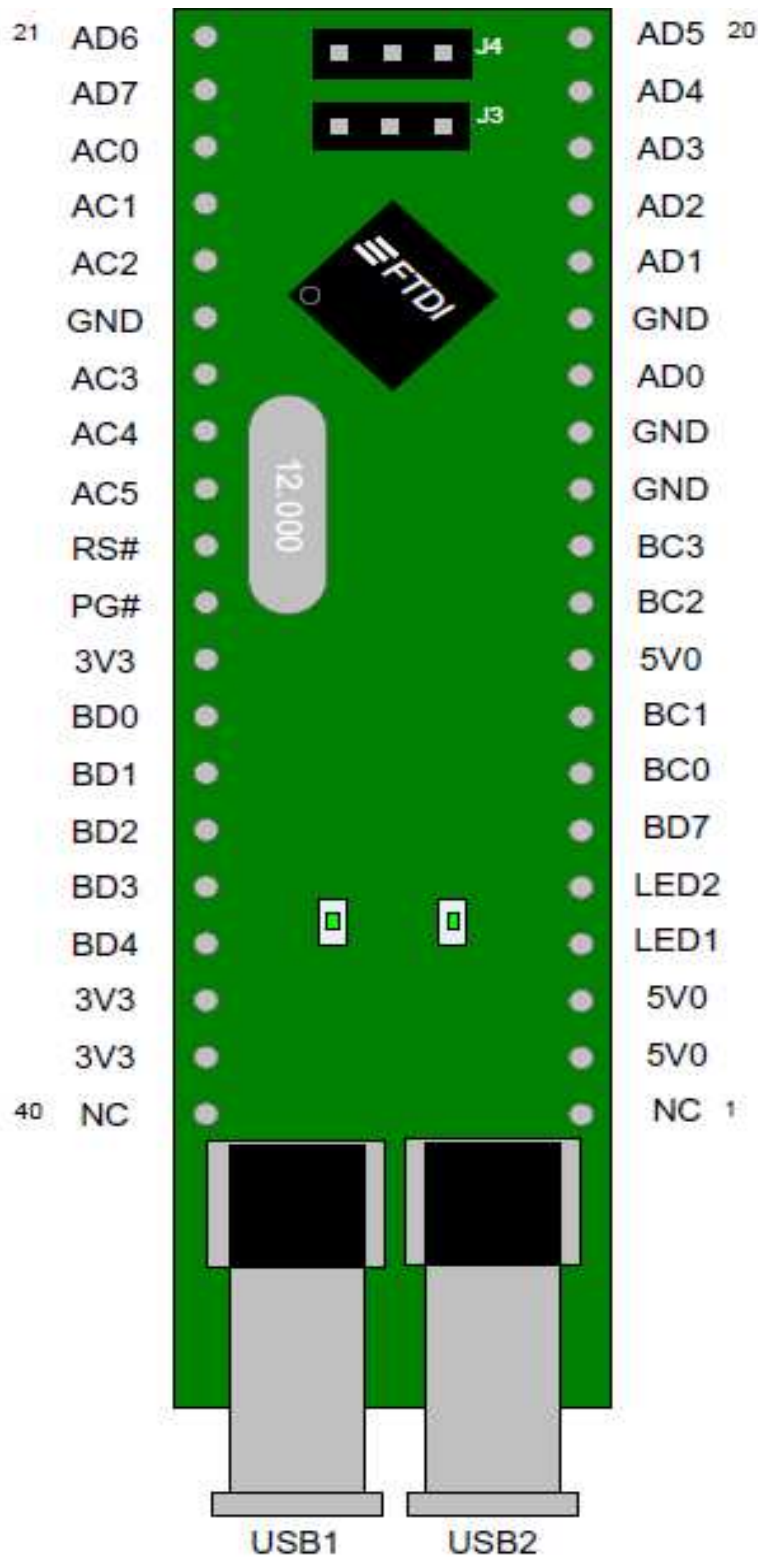 21 AD6 AD5 20
J4
AD7 AD4
J3
AC0 AD3
AC1 AD2
FTDI
AC2 AD1
GND GND
AC3 AD0
AC4 GND
12.000
AC5 GND
RS# BC3
PG# BC2
3V3 5V0
BD0 BC1
BD1 BC0
BD2 BD7
BD3 LED2
BD4 LED1
3V3 5V0
3V3 5V0
40 NC NC 1
USB1 USB2